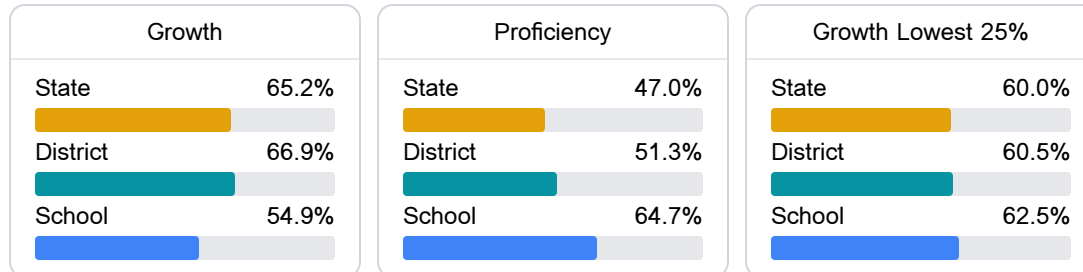 Growth
State 65.2%
District 66.9%
School 54.9%
Proficiency
State 47.0%
District 51.3%
School 64.7%
Growth Lowest 25%
State 60.0%
District 60.5%
School 62.5%